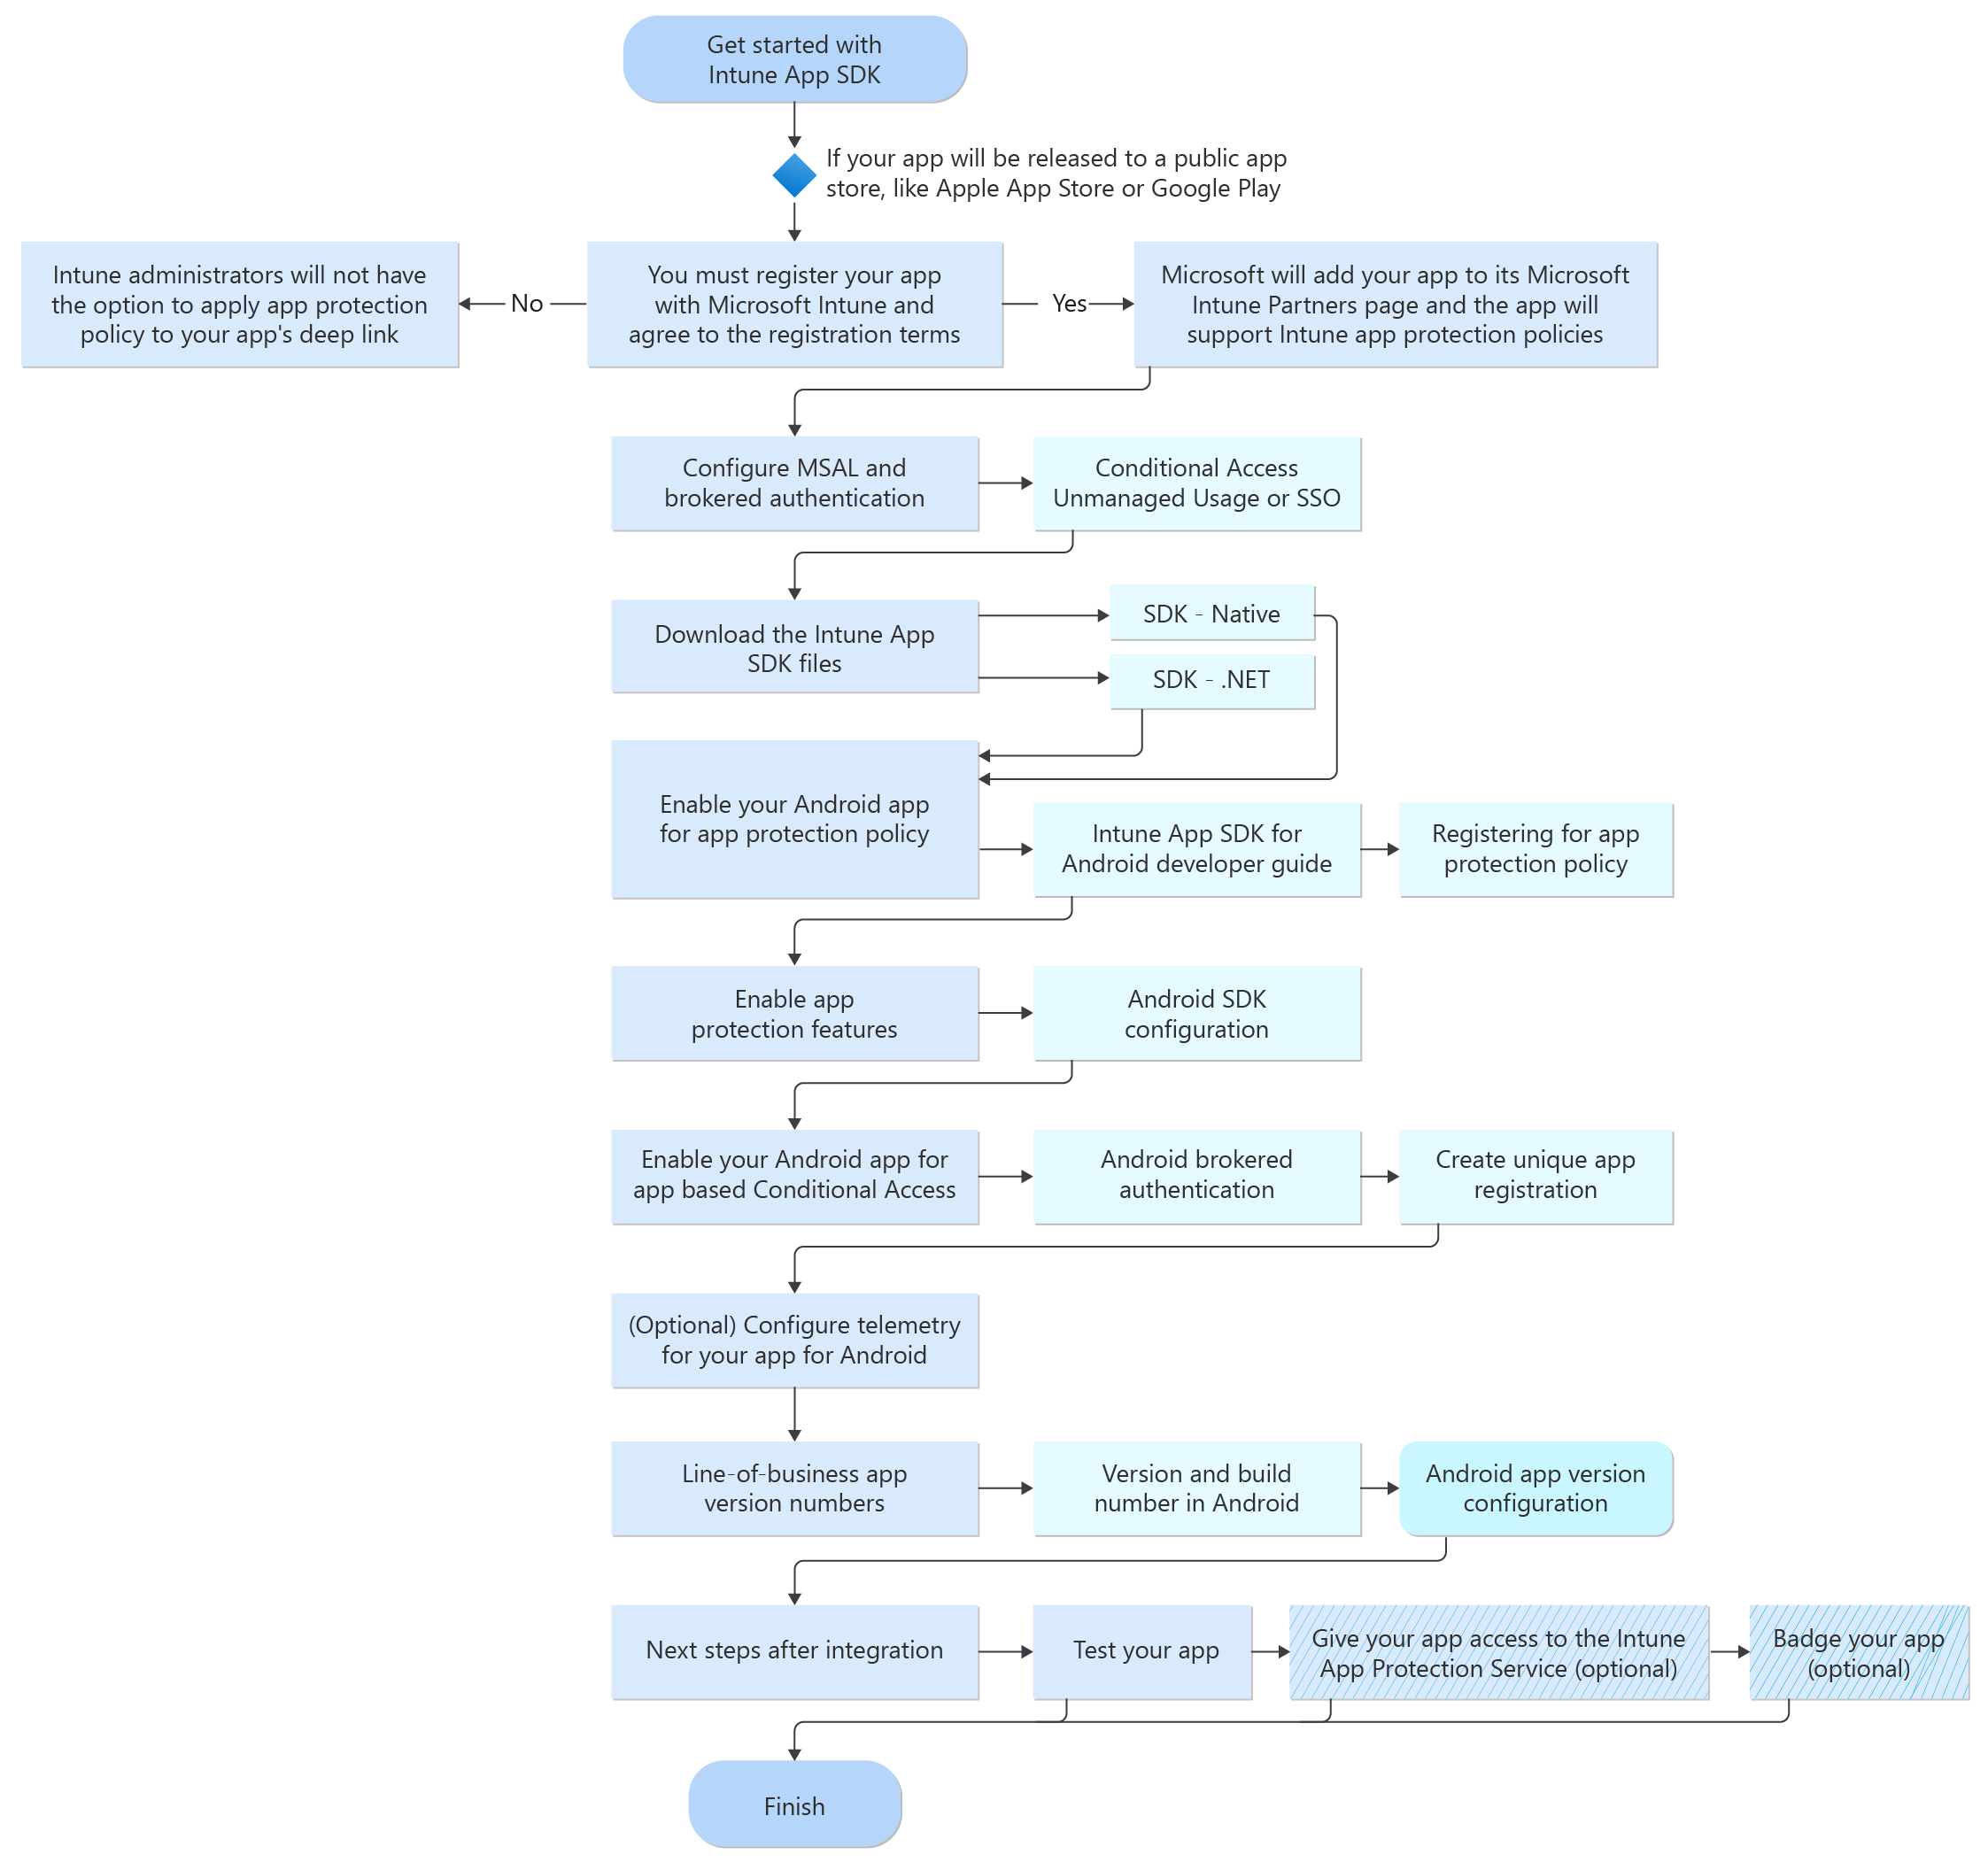 Get started with
Intune App SDK
If your app will be released to a public app
store, like Apple App Store or Google Play
Intune administrators will not have
the option to apply app protection
policy to your app's deep link
No
You must register your app
with Microsoft Intune and
agree to the registration terms
Yes
Microsoft will add your app to its Microsoft
Intune Partners page and the app will
support Intune app protection policies
Configure MSAL and
brokered authentication
Conditional Access
Unmanaged Usage or SSO
Download the Intune App
SDK files
SDK - Native
SDK - .NET
Enable your Android app
for app protection policy
Intune App SDK for
Android developer guide
Registering for app
protection policy
Enable app
protection features
Android SDK
configuration
Enable your Android app for
app based Conditional Access
Android brokered
authentication
Create unique app
registration
(Optional) Configure telemetry
for your app for Android
Line-of-business app
version numbers
Version and build
number in Android
Android app version
configuration
Next steps after integration
Test your app
Give your app access to the Intune
App Protection Service (optional)
Badge your app
(optional)
Finish